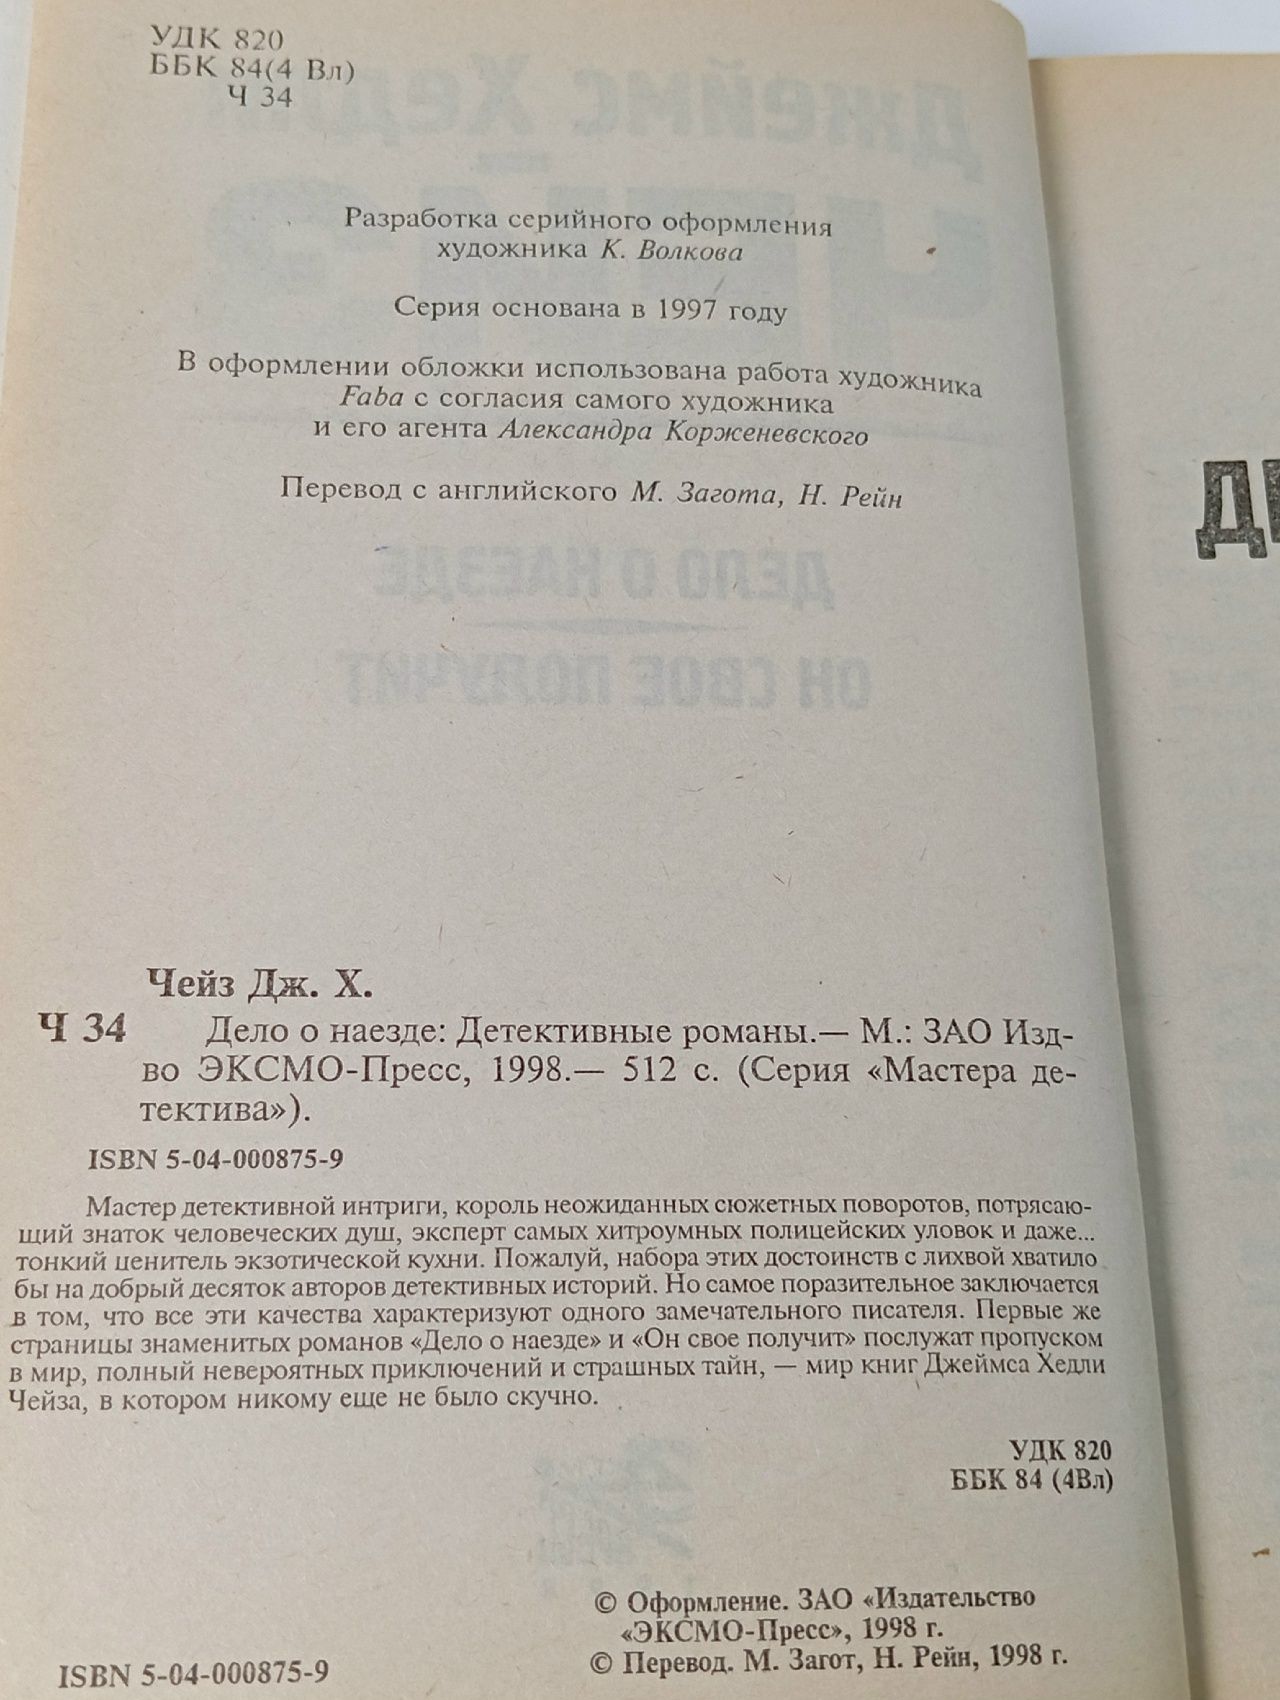 УДК 820
ББК 84(4 Вл)
Ч 34
Разработка серийного оформления
художника К. Волкова
Серия основана в 1997 году
В оформлении обложки использована работа художника
Faba с согласия самого художника
и его агента Александра Корженевского
Перевод с английского М. Загота, Н. Рейн
Чейз Дж. Х.
Ч 34 Дело о наезде: Детективные романы.— М.: ЗАО Изд-
во ЭКСМО-Пресс, 1998.— 512 с. (Серия «Мастера де-
тектива»).
ISBN 5-04-000875-9
Мастер детективной интриги, король неожиданных сюжетных поворотов, потрясаю-
щий знаток человеческих душ, эксперт самых хитроумных полицейских уловок и даже...
тонкий ценитель экзотической кухни. Пожалуй, набора этих достоинств с лихвой хватило
бы на добрый десяток авторов детективных историй. Но самое поразительное заключается
в том, что все эти качества характеризуют одного замечательного писателя. Первые же
страницы знаменитых романов «Дело о наезде» и «Он свое получит» послужат пропуском
в мир, полный невероятных приключений и страшных тайн, — мир книг Джеймса Хедли
Чейза, в котором никому еще не было скучно.
УДК 820
ББК 84 (4Вл)
© Оформление. ЗАО «Издательство
«ЭКСМО-Пресс», 1998 г.
© Перевод. М. Загот, Н. Рейн, 1998 г.
ISBN 5-04-000875-9